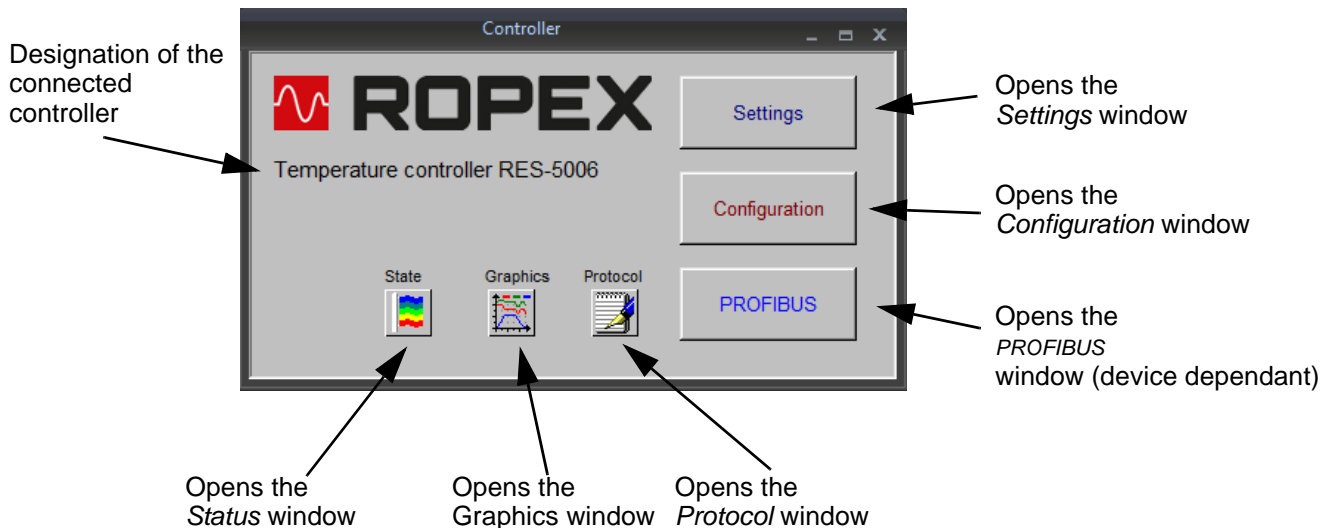 Controller
Designation of the
connected
controller
ROPEX
Temperature controller RES-5006
Settings
Opens the
Settings window
Configuration
Opens the
Configuration window
State
Graphics
Protocol
PROFIBUS
Opens the
PROFIBUS
window (device dependant)
Opens the
Status window
Opens the
Graphics window
Opens the
Protocol window